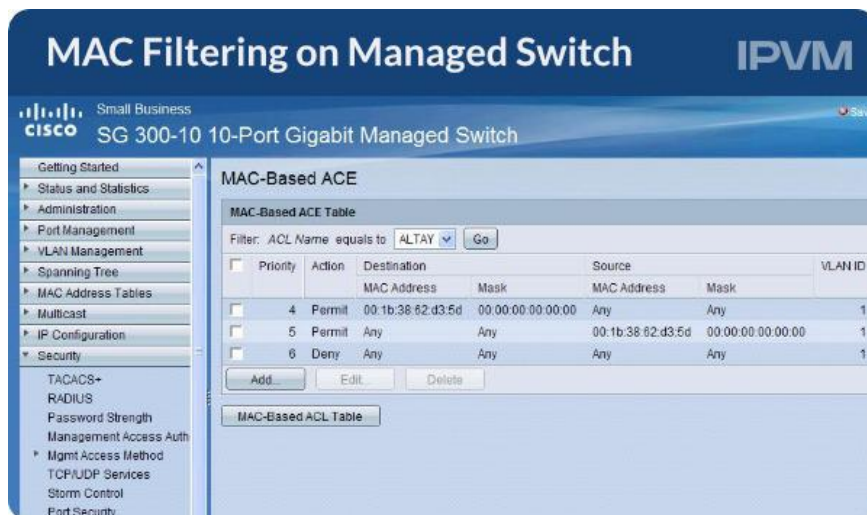 MAC Filtering on Managed Switch
IPVM
Small Business
CISCO SG 300-10 10-Port Gigabit Managed Switch
Sav
Getting Started
Status and Statistics
Administration
Port Management
VLAN Management
Spanning Tree
MAC Address Tables
Multicast
IP Configuration
Security
TACACS+
RADIUS
Password Strength
Management Access Auth
Mgmt Access Method
TCP/UDP Services
Storm Control
Port Security
MAC-Based ACE
MAC-Based ACE Table
Filter: ACL Name equals to ALTAY Go
Priority Action Destination Source VLAN ID
MAC Address Mask MAC Address Mask
4 Permit 00:1b:38:62:d3:5d 00:00:00:00:00:00 Any Any 1
5 Permit Any Any 00:1b:38:62:d3:5d 00:00:00:00:00:00 1
6 Deny Any Any Any Any 1
Add... Edit... Delete
MAC-Based ACL Table